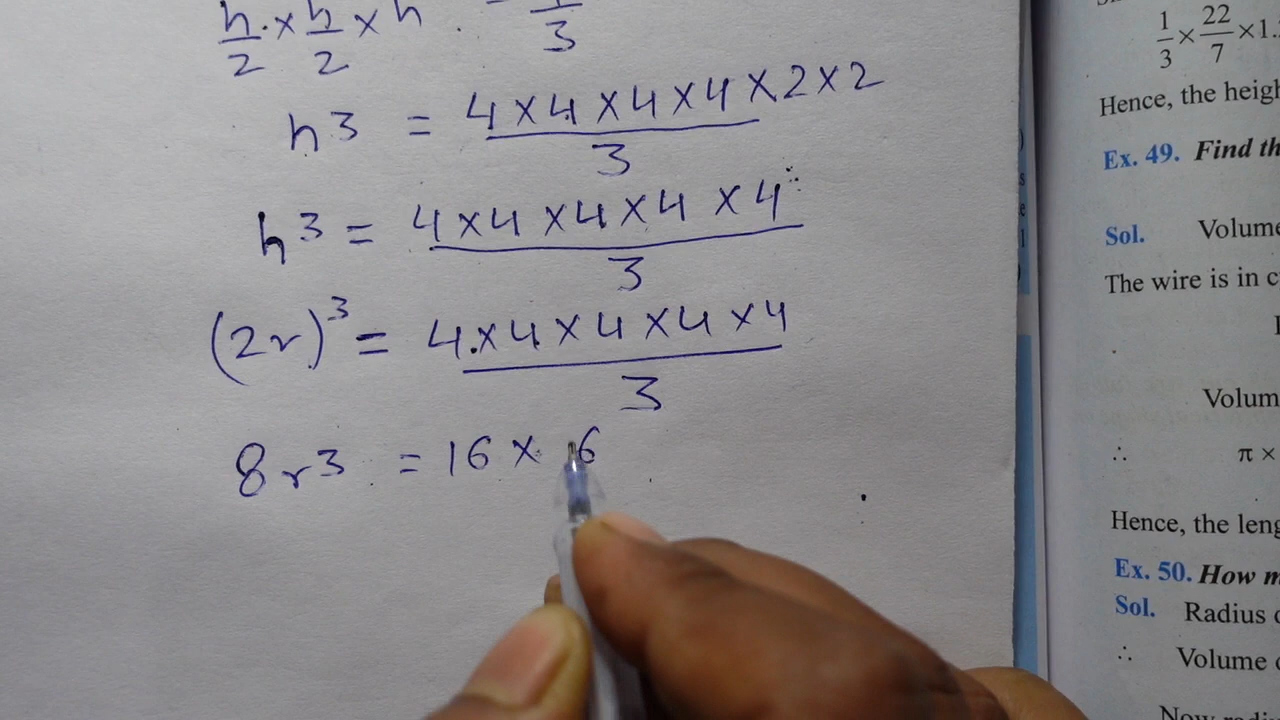 h/2 × h/2 × h
3
h³ = 4 × 4 × 4 × 4 × 2 × 2 / 3
h³ = 4 × 4 × 4 × 4 × 4 / 3
(2r)³ = 4 × 4 × 4 × 4 × 4 / 3
8r³ = 16 × 6
1/3 × 22/7 × 1.
Hence, the heigh
Ex. 49. Find th
Sol. Volume
The wire is in c
Volum
∴ π ×
Hence, the leng
Ex. 50. How m
Sol. Radius o
∴ Volume o
Now radi